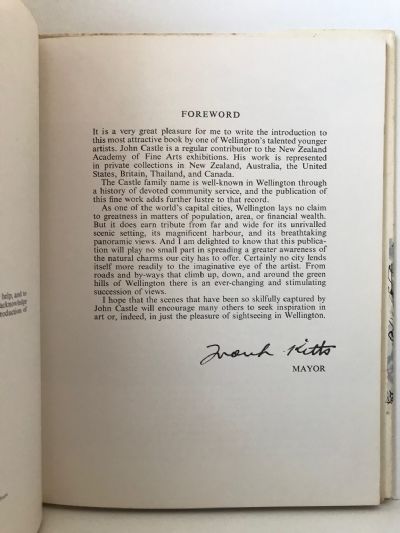 FOREWORD
It is a very great pleasure for me to write the introduction to
this most attractive book by one of Wellington's talented younger
artists. John Castle is a regular contributor to the New Zealand
Academy of Fine Arts exhibitions. His work is represented
in private collections in New Zealand, Australia, the United
States, Britain, Thailand, and Canada.
The Castle family name is well-known in Wellington through
a history of devoted community service, and the publication of
this fine work adds further lustre to that record.
As one of the world's capital cities, Wellington lays no claim
to greatness in matters of population, area, or financial wealth.
But it does earn tribute from far and wide for its unrivalled
scenic setting, its magnificent harbour, and its breathtaking
panoramic views. And I am delighted to know that this publica-
tion will play no small part in spreading a greater awareness of
the natural charms our city has to offer. Certainly no city lends
itself more readily to the imaginative eye of the artist. From
roads and by-ways that climb up, down, and around the green
hills of Wellington there is an ever-changing and stimulating
succession of views.
I hope that the scenes that have been so skilfully captured by
John Castle will encourage many others to seek inspiration in
art or, indeed, in just the pleasure of sightseeing in Wellington.
Frank Kitts
MAYOR
help, and to
acknowledge
troduction of